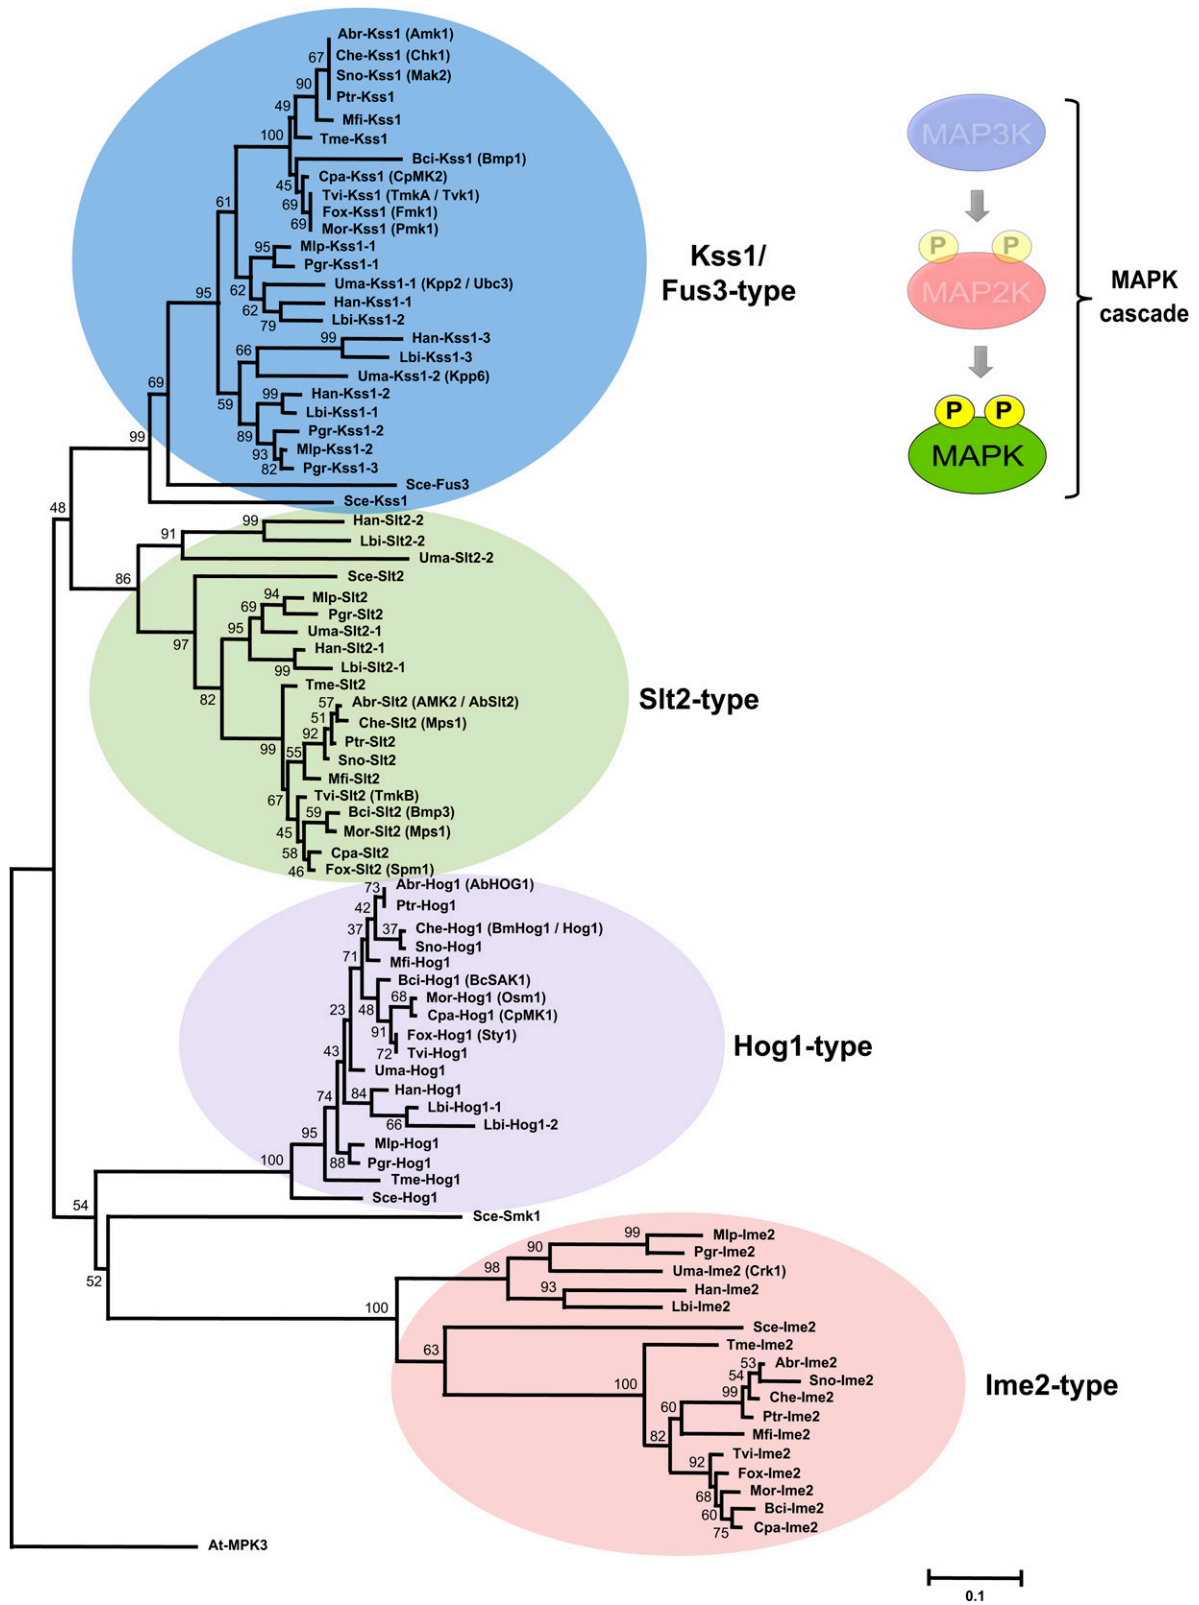 Abr-Kss1 (Amk1)
67
Che-Kss1 (Chk1)
Sno-Kss1 (Mak2)
90
Ptr-Kss1
49
Mfi-Kss1
100
Tme-Kss1
Bci-Kss1 (Bmp1)
45
Cpa-Kss1 (CpMK2)
Tvi-Kss1 (TmkA / Tvk1)
69
Fox-Kss1 (Fmk1)
69
Mor-Kss1 (Pmk1)
61
95
Mlp-Kss1-1
Pgr-Kss1-1
62
Uma-Kss1-1 (Kpp2 / Ubc3)
62
Han-Kss1-1
79
Lbi-Kss1-2
95
99
Han-Kss1-3
66
Lbi-Kss1-3
Uma-Kss1-2 (Kpp6)
59
99
Han-Kss1-2
Lbi-Kss1-1
89
Pgr-Kss1-2
93
Mlp-Kss1-2
82
Pgr-Kss1-3
69
Sce-Fus3
99
Sce-Kss1
Kss1/
Fus3-type
MAP3K
P P
MAP2K
P P
MAPK
MAPK
cascade
48
99
Han-Slt2-2
91
Lbi-Slt2-2
Uma-Slt2-2
86
Sce-Slt2
94
Mlp-Slt2
69
Pgr-Slt2
95
Uma-Slt2-1
97
Han-Slt2-1
99
Lbi-Slt2-1
82
Tme-Slt2
57
Abr-Slt2 (AMK2 / AbSlt2)
51
Che-Slt2 (Mps1)
92
Ptr-Slt2
99
55
Sno-Slt2
Mfi-Slt2
67
Tvi-Slt2 (TmkB)
59
Bci-Slt2 (Bmp3)
45
Mor-Slt2 (Mps1)
58
Cpa-Slt2
46
Fox-Slt2 (Spm1)
Slt2-type
73
Abr-Hog1 (AbHOG1)
42
Ptr-Hog1
37
37
Che-Hog1 (BmHog1 / Hog1)
Sno-Hog1
71
Mfi-Hog1
Bci-Hog1 (BcSAK1)
48
68
Mor-Hog1 (Osm1)
Cpa-Hog1 (CpMK1)
23
91
Fox-Hog1 (Sty1)
72
Tvi-Hog1
43
Uma-Hog1
84
Han-Hog1
74
Lbi-Hog1-1
66
Lbi-Hog1-2
95
Mlp-Hog1
88
Pgr-Hog1
100
Tme-Hog1
Sce-Hog1
Hog1-type
54
Sce-Smk1
52
99
Mlp-Ime2
90
Pgr-Ime2
98
Uma-Ime2 (Crk1)
93
Han-Ime2
100
Lbi-Ime2
Sce-Ime2
63
Tme-Ime2
53
Abr-Ime2
54
Sno-Ime2
100
99
Che-Ime2
60
Ptr-Ime2
82
Mfi-Ime2
92
Tvi-Ime2
Fox-Ime2
68
Mor-Ime2
60
Bci-Ime2
75
Cpa-Ime2
Ime2-type
At-MPK3
0.1